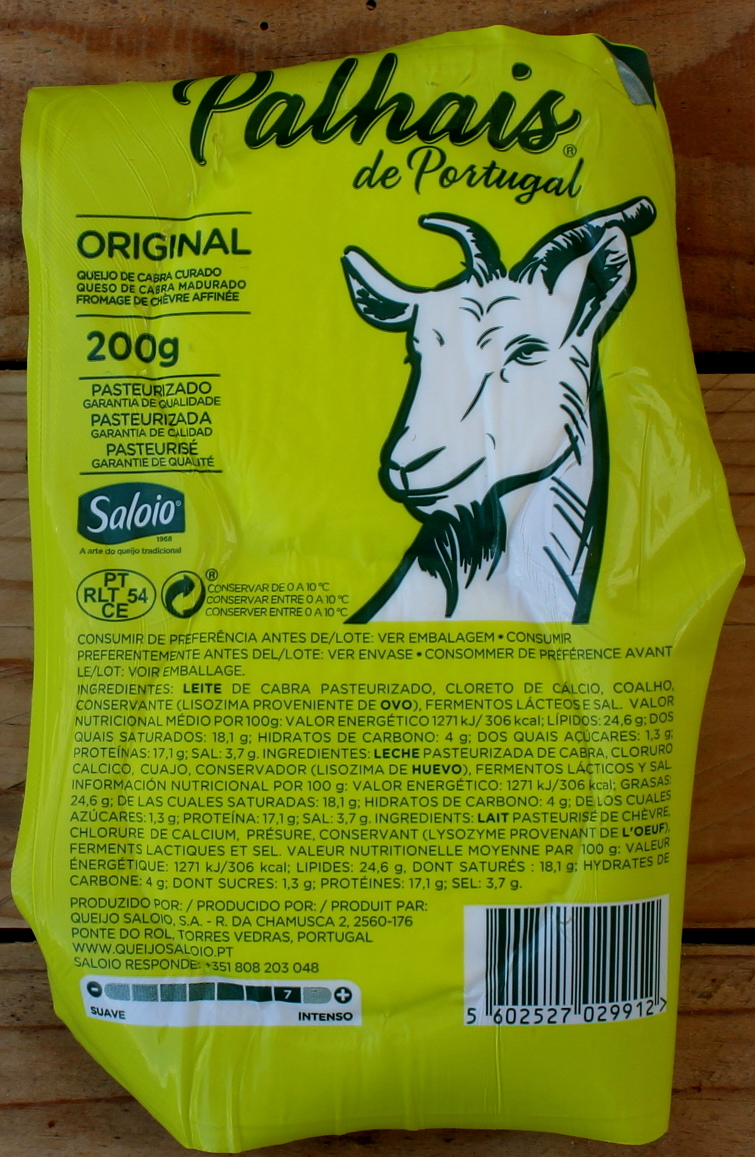 Palhais®
de Portugal
ORIGINAL
QUEIJO DE CABRA CURADO
QUESO DE CABRA MADURADO
FROMAGE DE CHÈVRE AFFINÉE
200g
PASTEURIZADO
GARANTIA DE QUALIDADE
PASTEURIZADA
GARANTIA DE CALIDAD
PASTEURISÉ
GARANTIE DE QUALITÉ
Saloio®
1968
A arte do queijo tradicional
PT
RLT 54
CE
®
CONSERVAR DE 0 A 10 °C
CONSERVAR ENTRE 0 A 10 °C
CONSERVER ENTRE 0 A 10 °C
CONSUMIR DE PREFERÊNCIA ANTES DE/LOTE: VER EMBALAGEM • CONSUMIR
PREFERENTEMENTE ANTES DEL/LOTE: VER ENVASE • CONSOMMER DE PRÉFÉRENCE AVANT
LE/LOT: VOIR EMBALLAGE.
INGREDIENTES: LEITE DE CABRA PASTEURIZADO, CLORETO DE CÁLCIO, COALHO,
CONSERVANTE (LISOZIMA PROVENIENTE DE OVO), FERMENTOS LÁCTEOS E SAL. VALOR
NUTRICIONAL MÉDIO POR 100g: VALOR ENERGÉTICO 1271 kJ/ 306 kcal; LÍPIDOS: 24,6 g; DOS
QUAIS SATURADOS: 18,1 g; HIDRATOS DE CARBONO: 4 g; DOS QUAIS AÇÚCARES: 1,3 g;
PROTEÍNAS: 17,1 g; SAL: 3,7 g. INGREDIENTES: LECHE PASTEURIZADA DE CABRA, CLORURO
CALCICO, CUAJO, CONSERVADOR (LISOZIMA DE HUEVO), FERMENTOS LÁCTICOS Y SAL.
INFORMACIÓN NUTRICIONAL POR 100 g: VALOR ENERGÉTICO: 1271 kJ/306 kcal; GRASAS:
24,6 g; DE LAS CUALES SATURADAS: 18,1 g; HIDRATOS DE CARBONO: 4 g; DE LOS CUALES
AZÚCARES: 1,3 g; PROTEÍNA: 17,1 g; SAL: 3,7 g. INGREDIENTS: LAIT PASTEURISÉ DE CHÈVRE,
CHLORURE DE CALCIUM, PRÉSURE, CONSERVANT (LYSOZYME PROVENANT DE L'OEUF),
FERMENTS LACTIQUES ET SEL. VALEUR NUTRITIONELLE MOYENNE PAR 100 g: VALEUR
ÉNERGÉTIQUE: 1271 kJ/306 kcal; LIPIDES: 24,6 g, DONT SATURÉS : 18,1 g; HYDRATES DE
CARBONE: 4 g; DONT SUCRES: 1,3 g; PROTÉINES: 17,1 g; SEL: 3,7 g.
PRODUZIDO POR: / PRODUCIDO POR: / PRODUIT PAR:
QUEIJO SALOIO, S.A. - R. DA CHAMUSCA 2, 2560-176
PONTE DO ROL, TORRES VEDRAS, PORTUGAL
WWW.QUEIJOSALOIO.PT
SALOIO RESPONDE: +351 808 203 048
- 7 +
SUAVE INTENSO
5 602527 029912 >